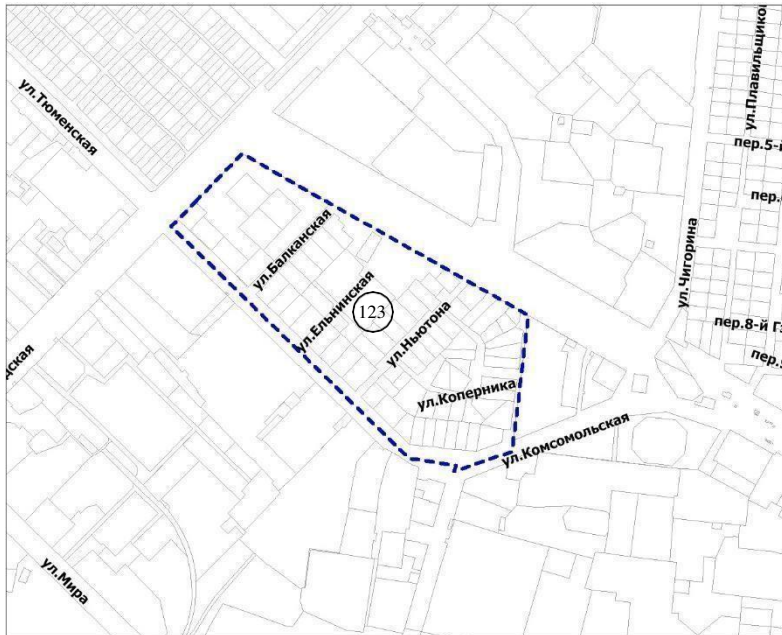 ул.Плавильщико
ул.Тюменская
пер.5-й
пер.
ул.Балканская
ул.Чигорина
ул.Ельнинская
123
ул.Ньютона
пер.8-й Г
пер.
дская
ул.Коперника
ул.Комсомольская
ул.Мира